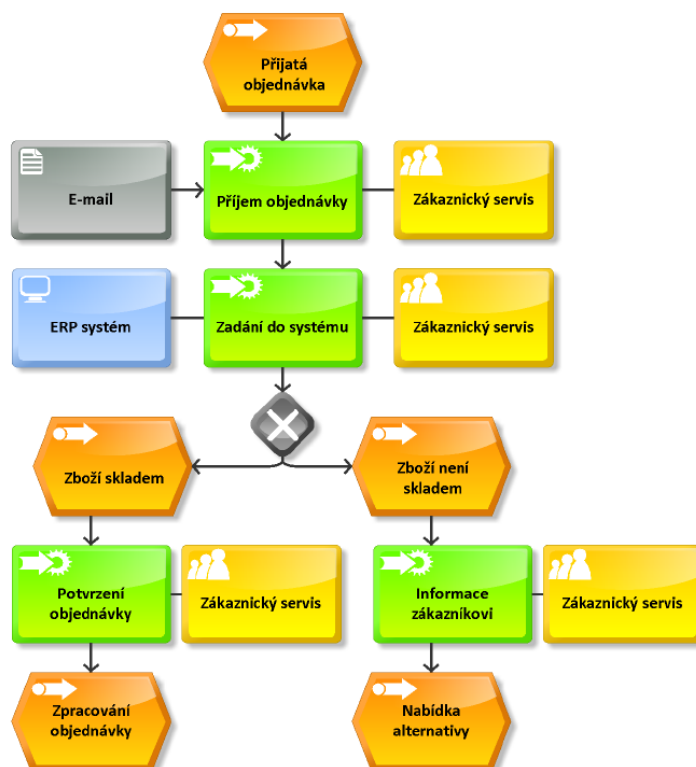 Přijatá
objednávka
E-mail
Příjem objednávky
Zákaznický servis
ERP systém
Zadání do systému
Zákaznický servis
Zboží skladem
Zboží není
skladem
Potvrzení
objednávky
Zákaznický servis
Informace
zákazníkovi
Zákaznický servis
Zpracování
objednávky
Nabídka
alternativy